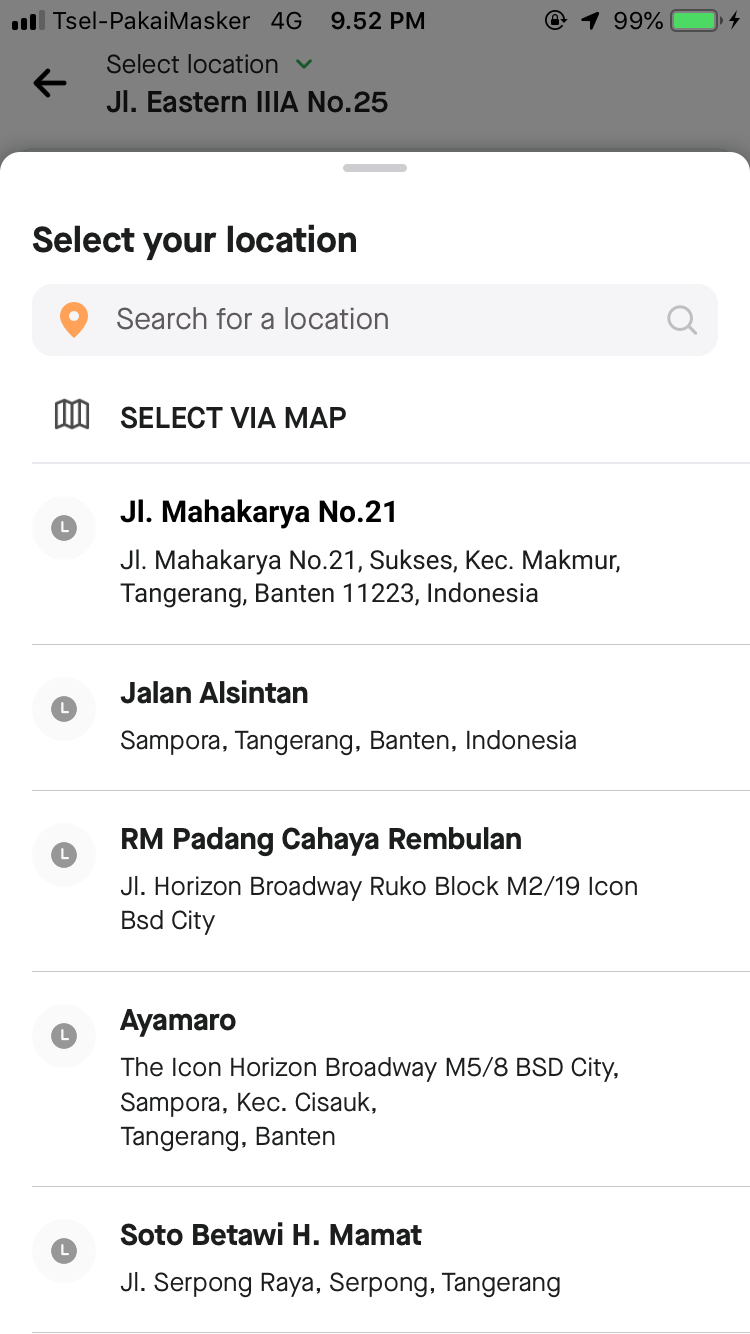 Tsel-PakaiMasker 4G 9.52 PM 99%
Select location
Jl. Eastern IIIA No.25
Select your location
Search for a location
SELECT VIA MAP
Jl. Mahakarya No.21
Jl. Mahakarya No.21, Sukses, Kec. Makmur,
Tangerang, Banten 11223, Indonesia
Jalan Alsintan
Sampora, Tangerang, Banten, Indonesia
RM Padang Cahaya Rembulan
Jl. Horizon Broadway Ruko Block M2/19 Icon
Bsd City
Ayamaro
The Icon Horizon Broadway M5/8 BSD City,
Sampora, Kec. Cisauk,
Tangerang, Banten
Soto Betawi H. Mamat
Jl. Serpong Raya, Serpong, Tangerang